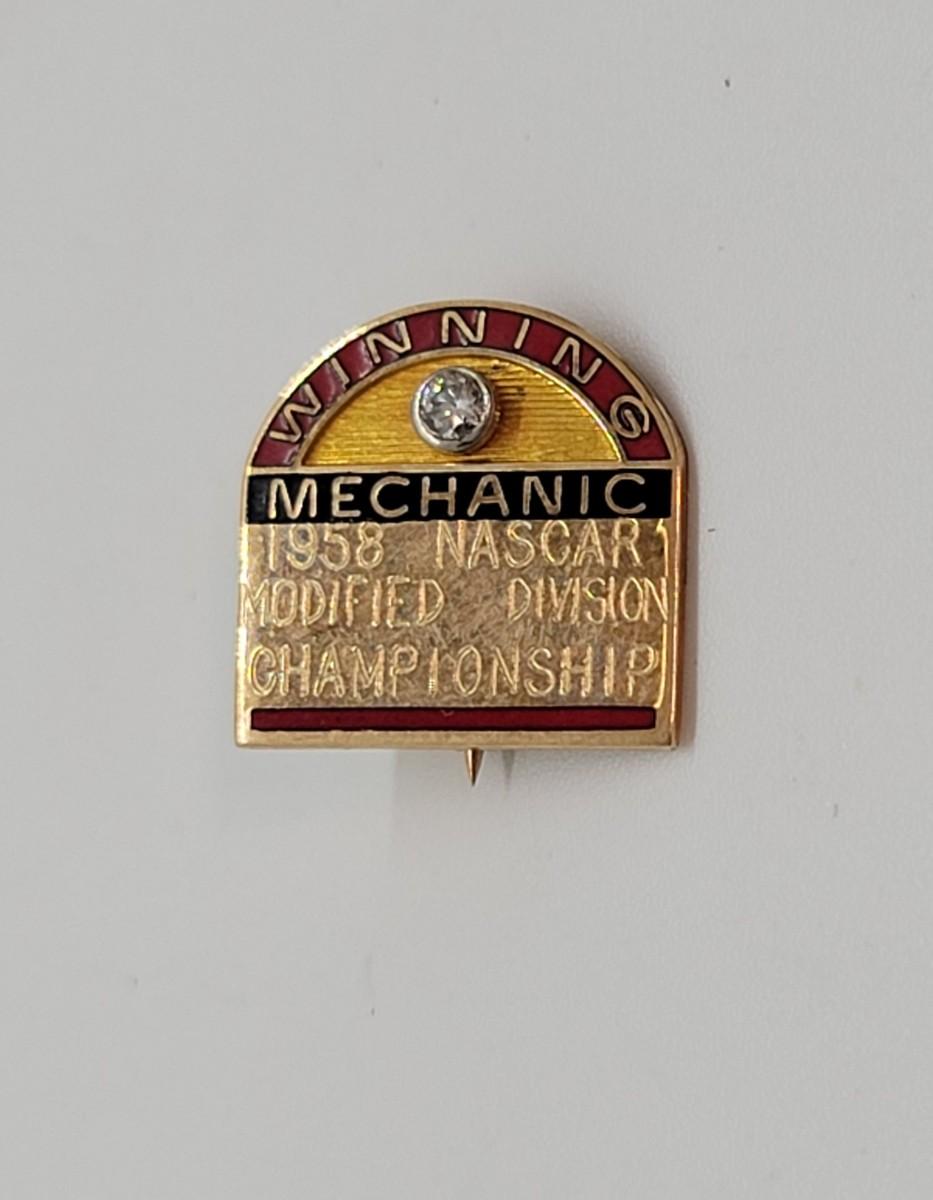 WINNING
MECHANIC
1958 NASCAR
MODIFIED DIVISION
CHAMPIONSHIP